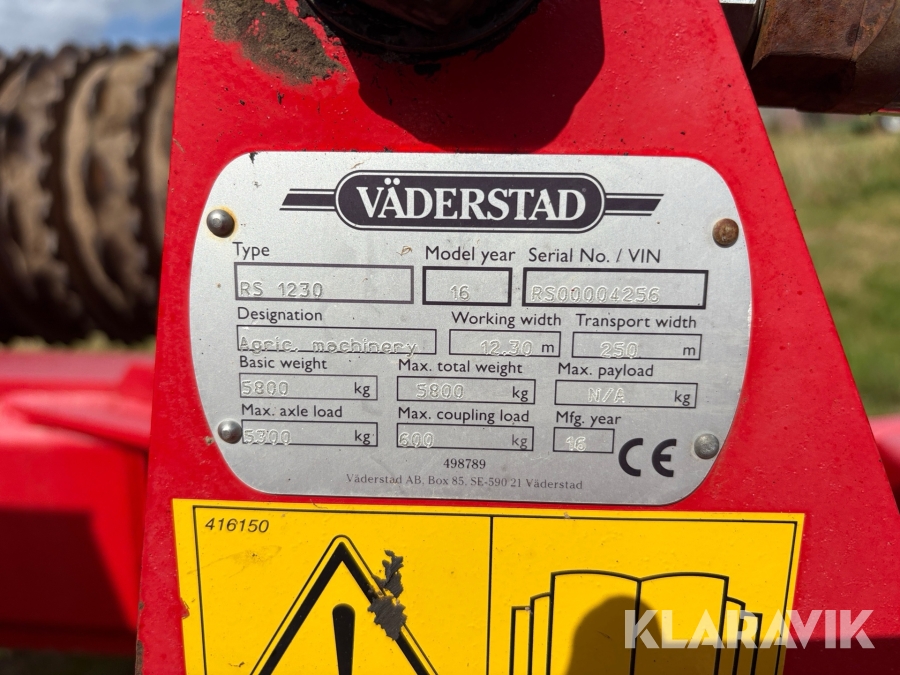 VÄDERSTAD
Type Model year Serial No. / VIN
RS 1230 16 RS00004256
Designation Working width Transport width
Agric. machinery 12,30 m 250 m
Basic weight Max. total weight Max. payload
5800 kg 5800 kg N/A kg
Max. axle load Max. coupling load Mfg. year
5300 kg 600 kg 16 CE
498789
Väderstad AB, Box 85, SE-590 21 Väderstad
416150
KLARAVIK